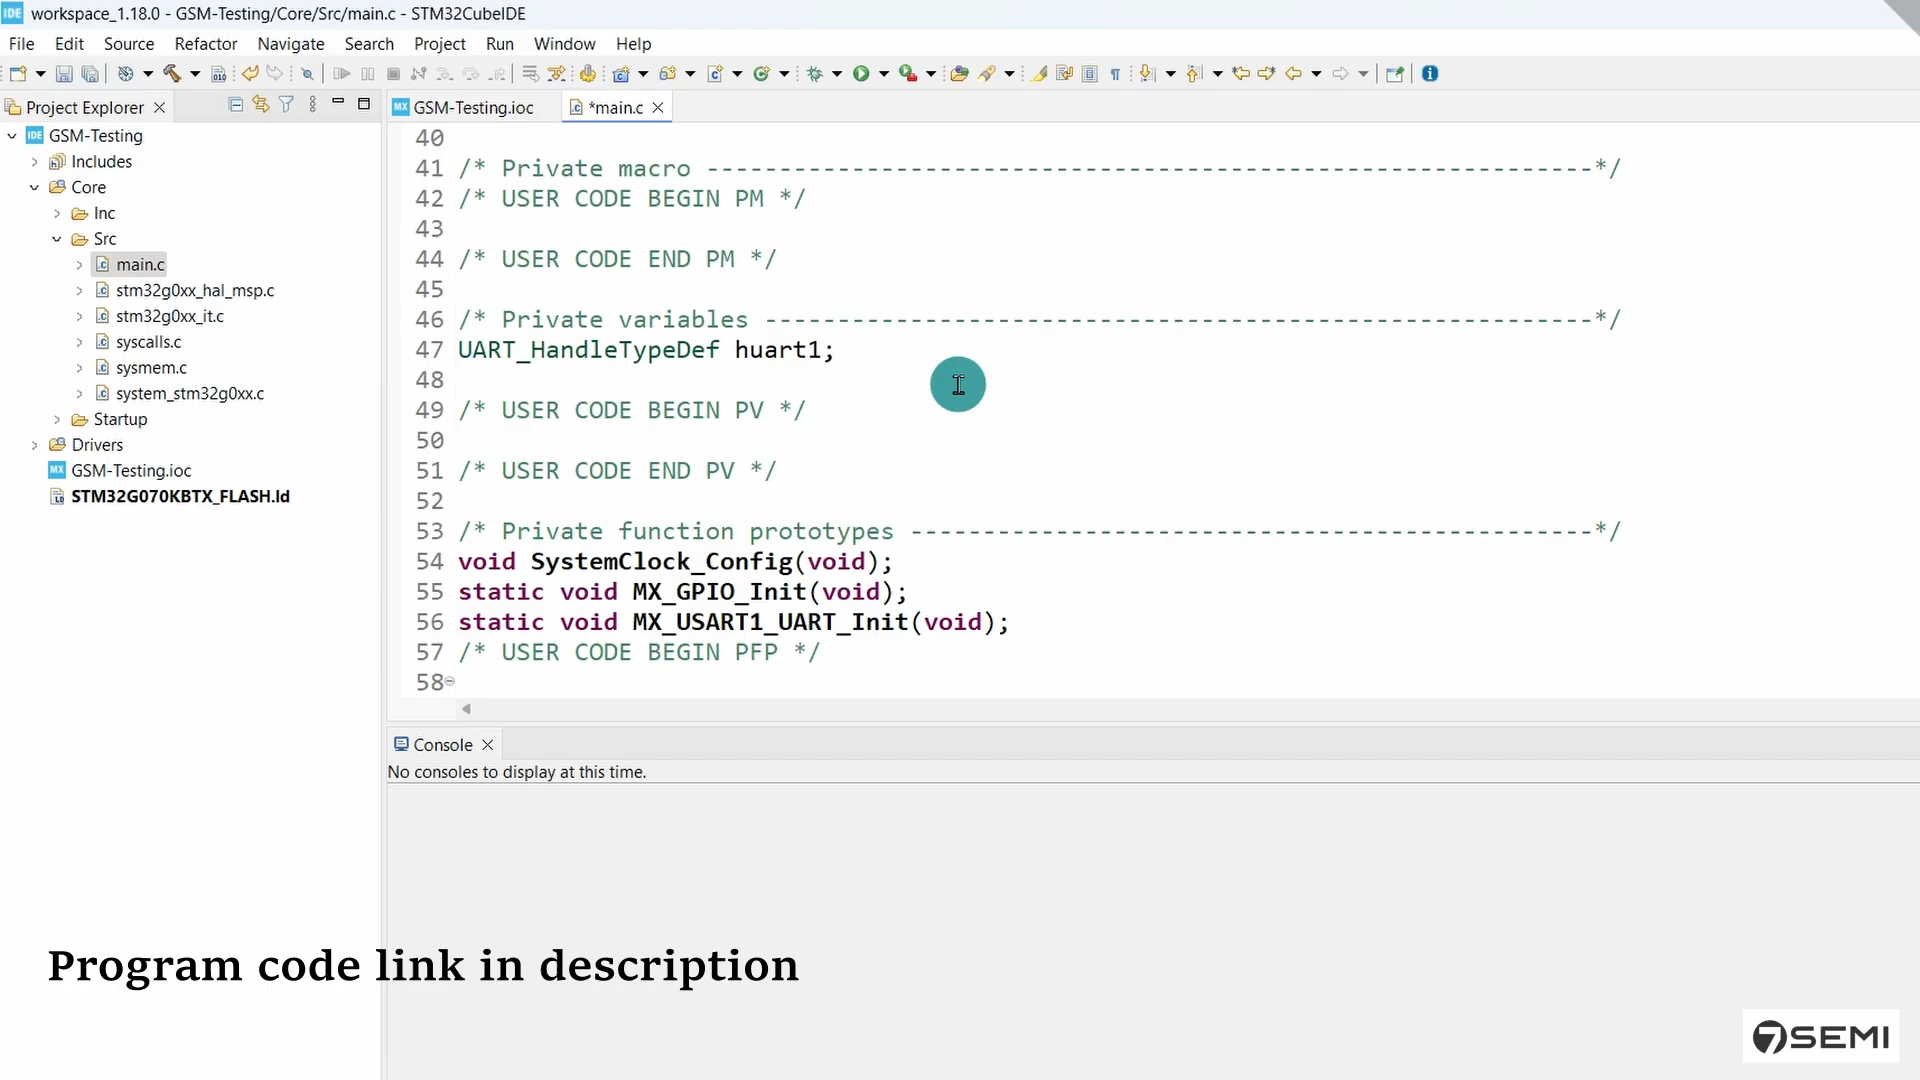 IDE workspace_1.18.0 - GSM-Testing/Core/Src/main.c - STM32CubeIDE
File Edit Source Refactor Navigate Search Project Run Window Help
Project Explorer
GSM-Testing.ioc
*main.c
IDE GSM-Testing
Includes
Core
Inc
Src
main.c
stm32g0xx_hal_msp.c
stm32g0xx_it.c
syscalls.c
sysmem.c
system_stm32g0xx.c
Startup
Drivers
MX GSM-Testing.ioc
STM32G070KBTX_FLASH.ld
40
41 /* Private macro -------------------------------------------------------------*/
42 /* USER CODE BEGIN PM */
43
44 /* USER CODE END PM */
45
46 /* Private variables ---------------------------------------------------------*/
47 UART_HandleTypeDef huart1;
48
49 /* USER CODE BEGIN PV */
50
51 /* USER CODE END PV */
52
53 /* Private function prototypes -----------------------------------------------*/
54 void SystemClock_Config(void);
55 static void MX_GPIO_Init(void);
56 static void MX_USART1_UART_Init(void);
57 /* USER CODE BEGIN PFP */
58
Console
No consoles to display at this time.
Program code link in description
7SEMI